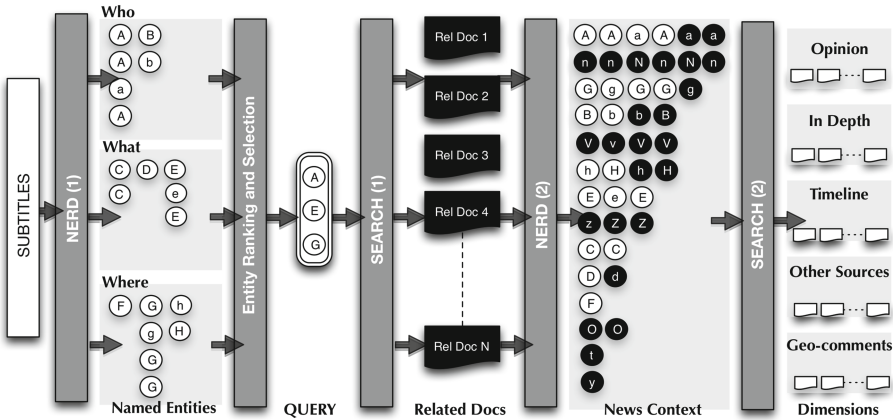 SUBTITLES
NERD (1)
Who
A B
A b
a
A
What
C D E
C e
E
Where
F G h
g H
G
G
Named Entities
Entity Ranking and Selection
A
E
G
QUERY
SEARCH (1)
Rel Doc 1
Rel Doc 2
Rel Doc 3
Rel Doc 4
Rel Doc N
Related Docs
NERD (2)
A A a A a a
n n N n N n
G g G G g
B b b B
V v V V
h H h H
E e E
z Z Z
C C
D d
F
O O
t
y
News Context
SEARCH (2)
Opinion
In Depth
Timeline
Other Sources
Geo-comments
Dimensions